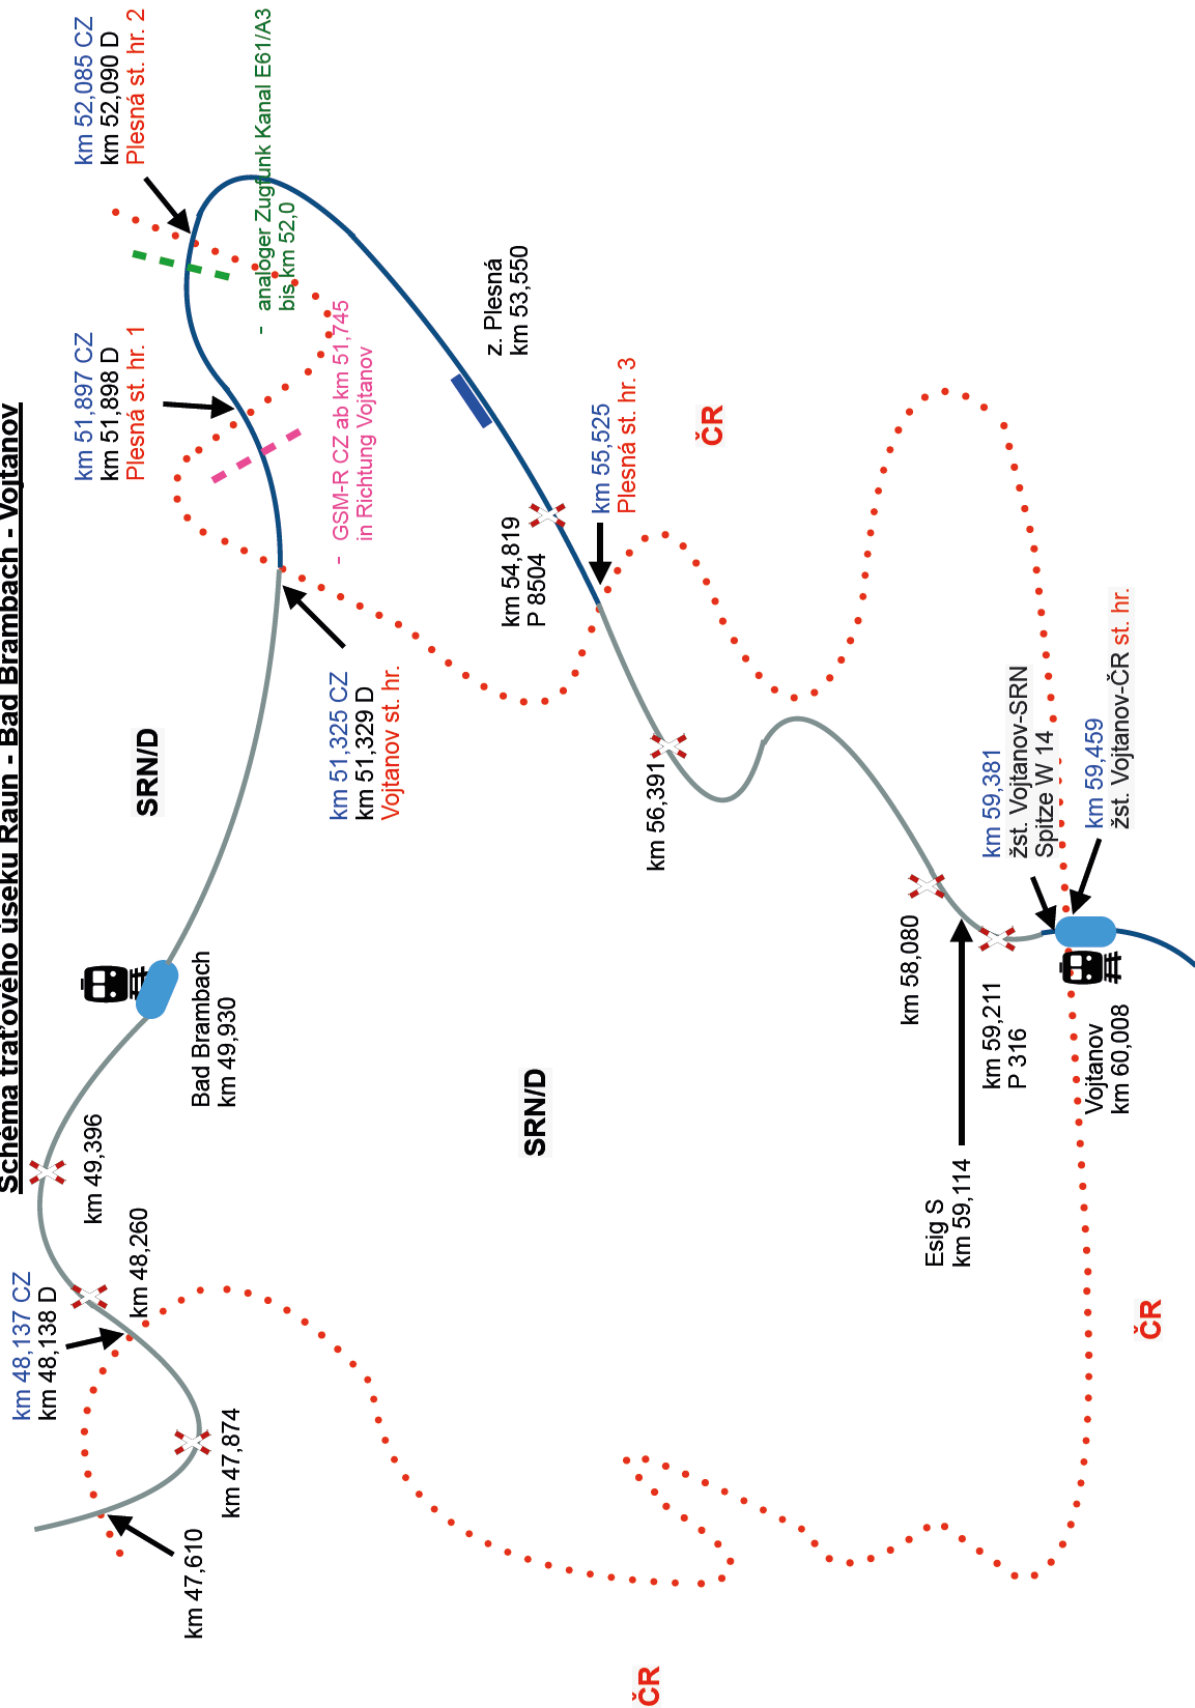 Schéma traťového úseku Raun - Bad Brambach - Vojtanov
km 48,137 CZ
km 48,138 D
km 47,610
km 47,874
km 48,260
km 49,396
Bad Brambach
km 49,930
SRN/D
km 51,325 CZ
km 51,329 D
Vojtanov st. hr.
km 51,897 CZ
km 51,898 D
Plesná st. hr. 1
km 52,085 CZ
km 52,090 D
Plesná st. hr. 2
- analoger Zugfunk Kanal E61/A3
bis km 52,0
- GSM-R CZ ab km 51,745
in Richtung Vojtanov
z. Plesná
km 53,550
km 54,819
P 8504
km 55,525
Plesná st. hr. 3
SRN/D
km 56,391
ČR
km 58,080
Esig S
km 59,114
km 59,211
P 316
km 59,381
žst. Vojtanov-SRN
Spitze W 14
km 59,459
žst. Vojtanov-ČR st. hr.
Vojtanov
km 60,008
ČR
ČR